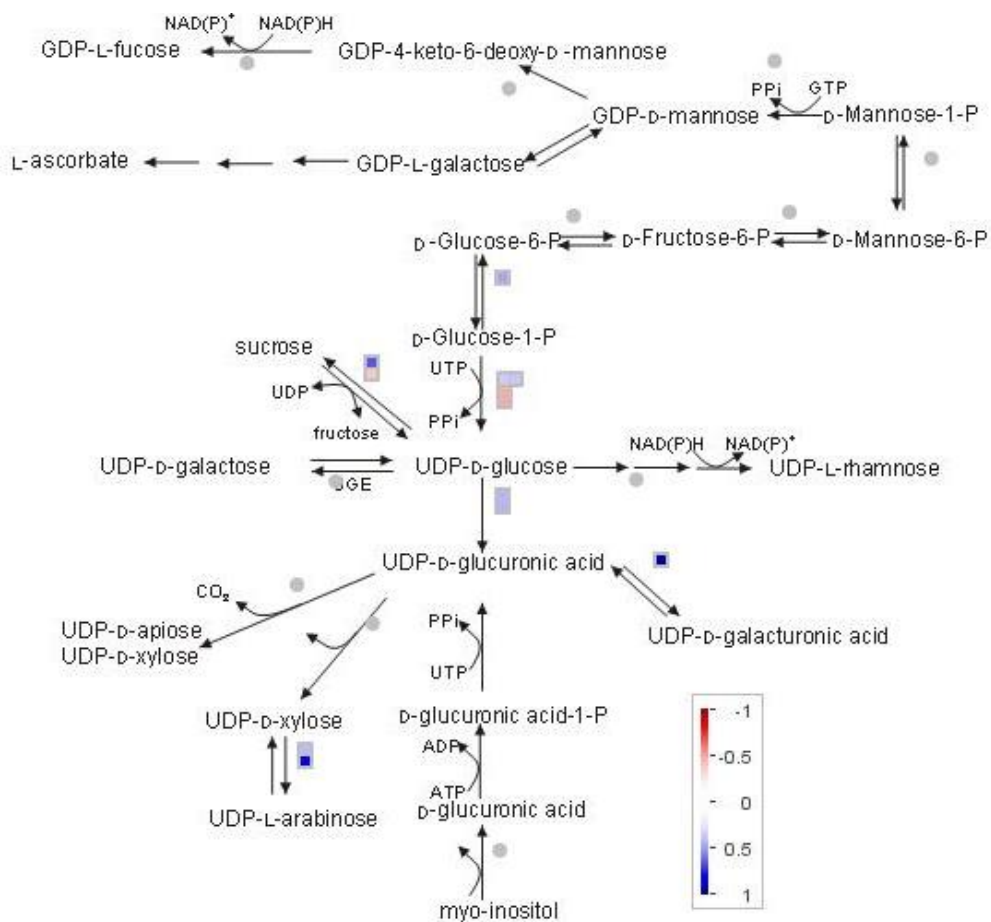 NAD(P)⁺ NAD(P)H
GDP-L-fucose GDP-4-keto-6-deoxy-D -mannose
PPi GTP
GDP-D-mannose D-Mannose-1-P
L-ascorbate GDP-L-galactose
D-Glucose-6-P D-Fructose-6-P D-Mannose-6-P
D-Glucose-1-P
sucrose UTP
UDP
PPi
fructose
NAD(P)H NAD(P)⁺
UDP-D-galactose UDP-D-glucose UDP-L-rhamnose
UDP-D-glucuronic acid
CO₂
PPi
UDP-D-apiose UDP-D-galacturonic acid
UDP-D-xylose
UTP
UDP-D-xylose D-glucuronic acid-1-P
-1
ADP
-0.5
ATP
0
UDP-L-arabinose D-glucuronic acid
0.5
1
myo-inositol